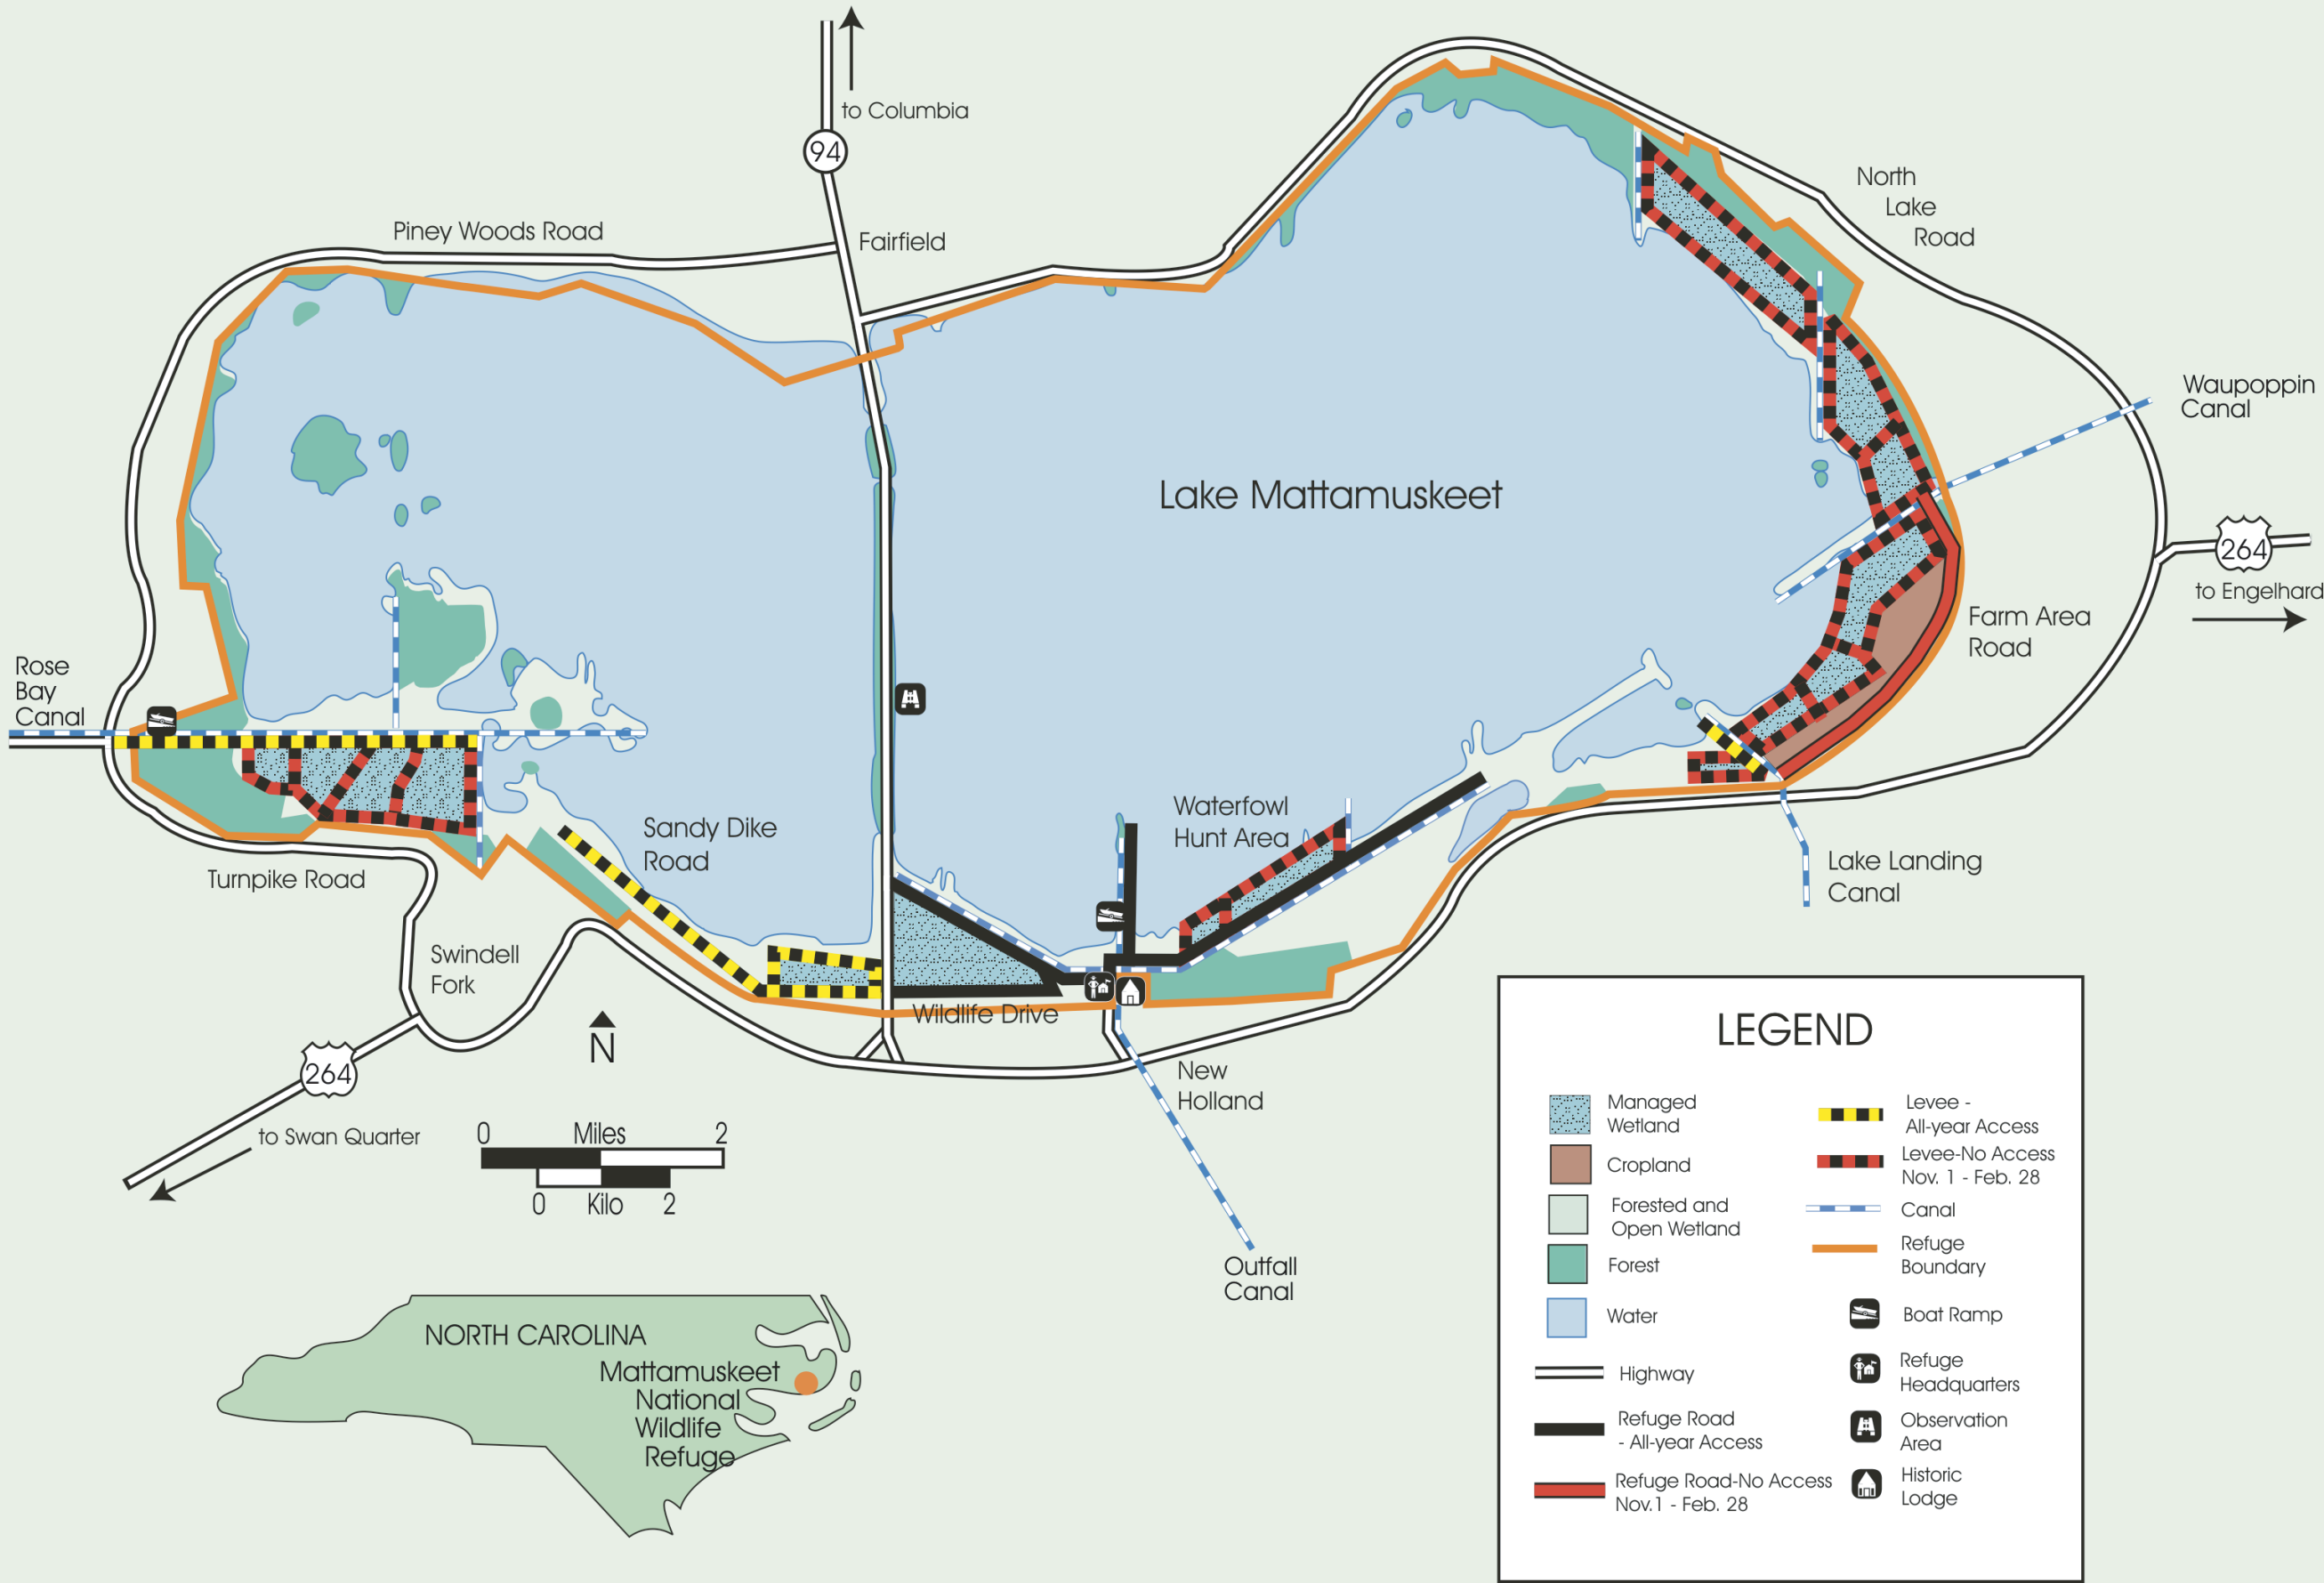 to Columbia
94
North
Lake
Road
Piney Woods Road
Fairfield
Waupoppin
Canal
Lake Mattamuskeet
264
to Engelhard
Farm Area
Road
Rose
Bay
Canal
Waterfowl
Hunt Area
Sandy Dike
Road
Turnpike Road
Lake Landing
Canal
Swindell
Fork
Wildlife Drive
N
264
New
Holland
to Swan Quarter
0 Miles 2
0 Kilo 2
Outfall
Canal
NORTH CAROLINA
Mattamuskeet
National
Wildlife
Refuge
LEGEND
Managed
Wetland
Cropland
Forested and
Open Wetland
Forest
Water
Highway
Refuge Road
- All-year Access
Refuge Road-No Access
Nov.1 - Feb. 28
Levee -
All-year Access
Levee-No Access
Nov. 1 - Feb. 28
Canal
Refuge
Boundary
Boat Ramp
Refuge
Headquarters
Observation
Area
Historic
Lodge